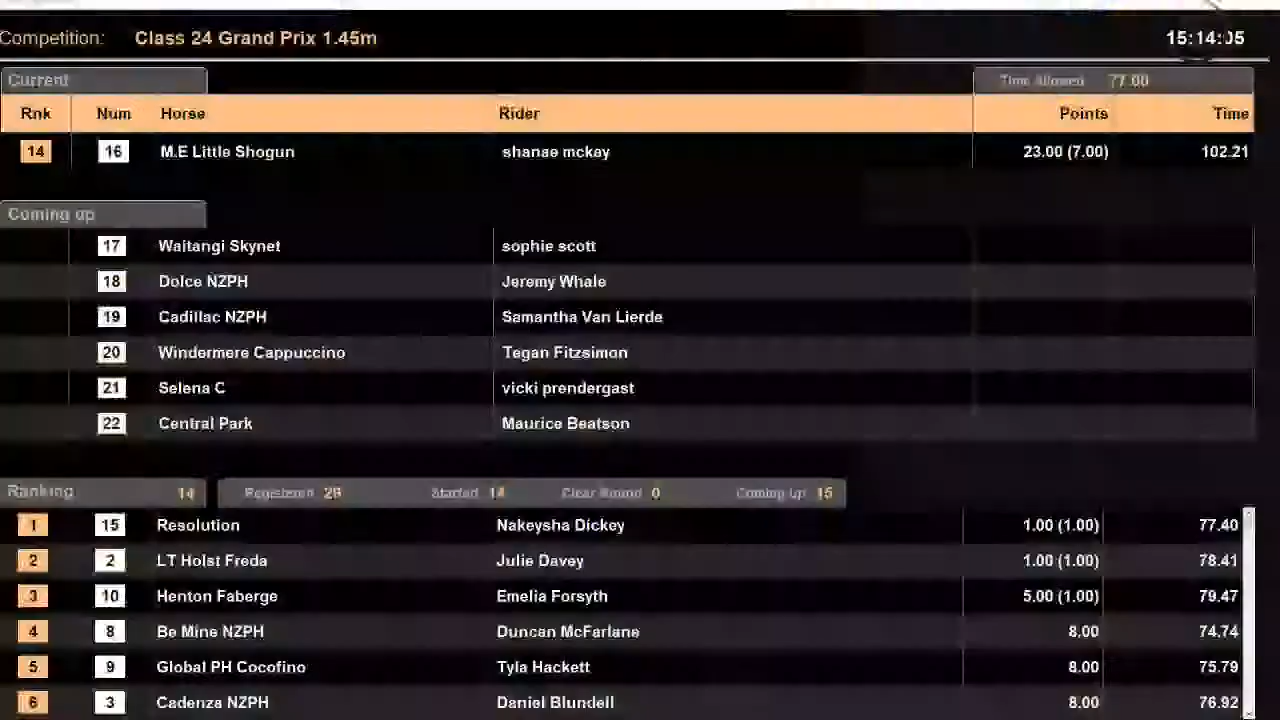 Competition: Class 24 Grand Prix 1.45m 15:14:05
Current Time Allowed 77.00
Rnk Num Horse Rider Points Time
14 16 M.E Little Shogun shanae mckay 23.00 (7.00) 102.21
Coming up
17 Waitangi Skynet sophie scott
18 Dolce NZPH Jeremy Whale
19 Cadillac NZPH Samantha Van Lierde
20 Windermere Cappuccino Tegan Fitzsimon
21 Selena C vicki prendergast
22 Central Park Maurice Beatson
Ranking 14 Registered 29 Started 14 Clear Round 0 Coming up 15
1 15 Resolution Nakeysha Dickey 1.00 (1.00) 77.40
2 2 LT Holst Freda Julie Davey 1.00 (1.00) 78.41
3 10 Henton Faberge Emelia Forsyth 5.00 (1.00) 79.47
4 8 Be Mine NZPH Duncan McFarlane 8.00 74.74
5 9 Global PH Cocofino Tyla Hackett 8.00 75.79
6 3 Cadenza NZPH Daniel Blundell 8.00 76.92